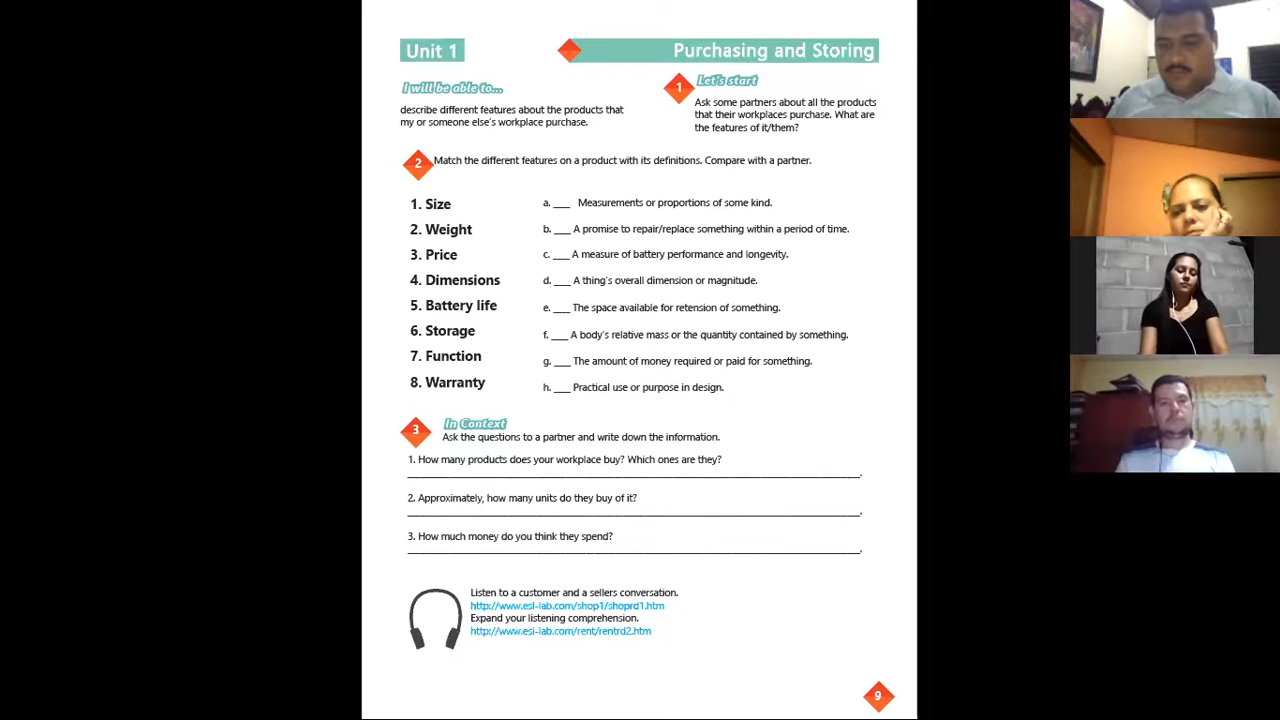 Unit 1
Purchasing and Storing
I will be able to...
describe different features about the products that
my or someone else's workplace purchase.
1
Let's start
Ask some partners about all the products
that their workplaces purchase. What are
the features of it/them?
2
Match the different features on a product with its definitions. Compare with a partner.
1. Size
2. Weight
3. Price
4. Dimensions
5. Battery life
6. Storage
7. Function
8. Warranty
a. ___ Measurements or proportions of some kind.
b. ___ A promise to repair/replace something within a period of time.
c. ___ A measure of battery performance and longevity.
d. ___ A thing's overall dimension or magnitude.
e. ___ The space available for retention of something.
f. ___ A body's relative mass or the quantity contained by something.
g. ___ The amount of money required or paid for something.
h. ___ Practical use or purpose in design.
3
In Context
Ask the questions to a partner and write down the information.
1. How many products does your workplace buy? Which ones are they?
2. Approximately, how many units do they buy of it?
3. How much money do you think they spend?
Listen to a customer and a sellers conversation.
http://www.esl-lab.com/shop1/shoprd1.htm
Expand your listening comprehension.
http://www.esl-lab.com/rent/rentrd2.htm
9